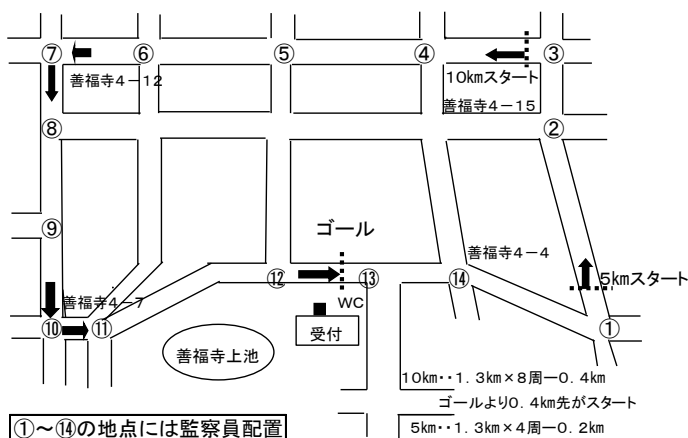 ⑦ ⑥ ⑤ ④ ③
10kmスタート
善福寺4-12
善福寺4-15
⑧ ②
⑨
ゴール
善福寺4-4
⑫ ⑬ ⑭
5kmスタート
善福寺4-7
WC
⑩ ⑪ ①
受付
善福寺上池
10km‥1.3km×8周ー0.4km
ゴールより0.4km先がスタート
①~⑭の地点には監察員配置
5km‥1.3km×4周ー0.2km